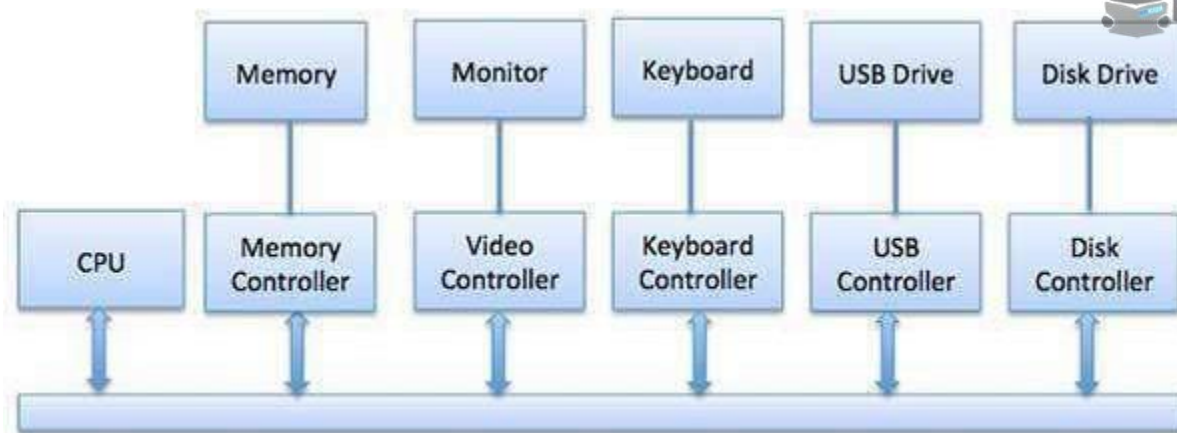 Memory
Monitor
Keyboard
USB Drive
Disk Drive
CPU
Memory
Controller
Video
Controller
Keyboard
Controller
USB
Controller
Disk
Controller